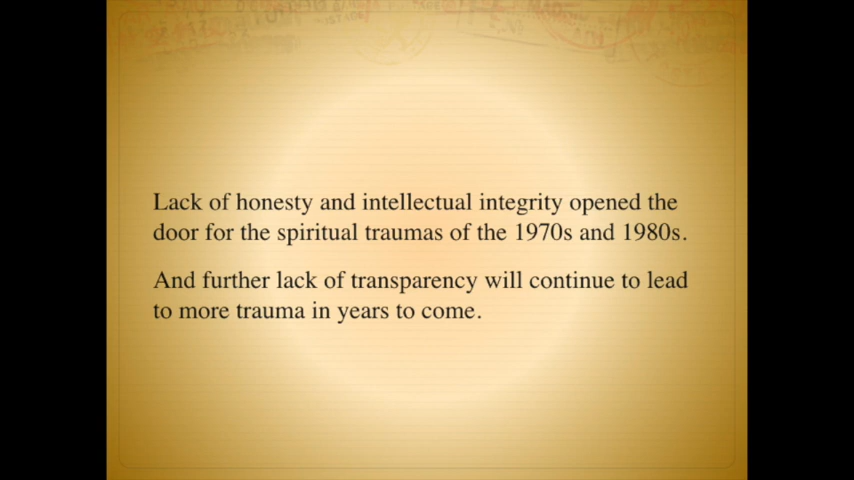 Lack of honesty and intellectual integrity opened the
door for the spiritual traumas of the 1970s and 1980s.
And further lack of transparency will continue to lead
to more trauma in years to come.